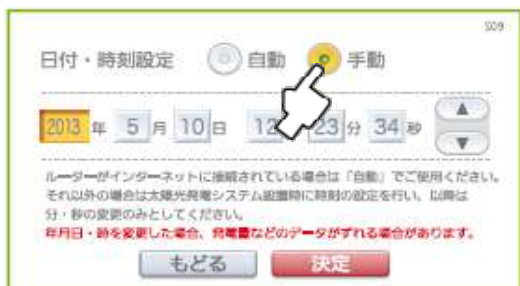 S09
日付・時刻設定 自動 手動
2013 年 5 月 10 日 12 23 分 34 秒
ルーターがインターネットに接続されている場合は「自動」でご使用ください。
それ以外の場合は太陽光発電システム設置時に時刻の設定を行い、以降は
分・秒の変更のみとしてください。
年月日・時を変更した場合、発電量などのデータがずれる場合があります。
もどる 決定